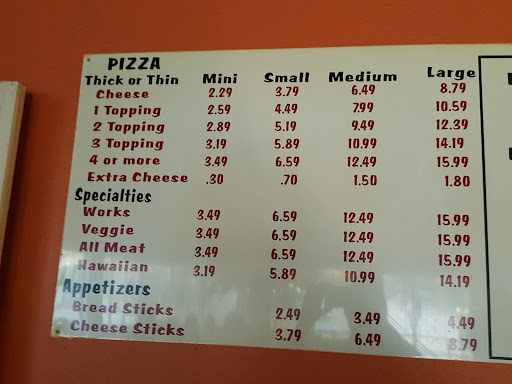 PIZZA
Thick or Thin Mini Small Medium Large
Cheese 2.29 3.79 6.49 8.79
1 Topping 2.59 4.49 7.99 10.59
2 Topping 2.89 5.19 9.49 12.39
3 Topping 3.19 5.89 10.99 14.19
4 or more 3.49 6.59 12.49 15.99
Extra Cheese .30 .70 1.50 1.80
Specialties
Works 3.49 6.59 12.49 15.99
Veggie 3.49 6.59 12.49 15.99
All Meat 3.49 6.59 12.49 15.99
Hawaiian 3.19 5.89 10.99 14.19
Appetizers
Bread Sticks 2.49 3.49 4.49
Cheese Sticks 3.79 6.49 8.79